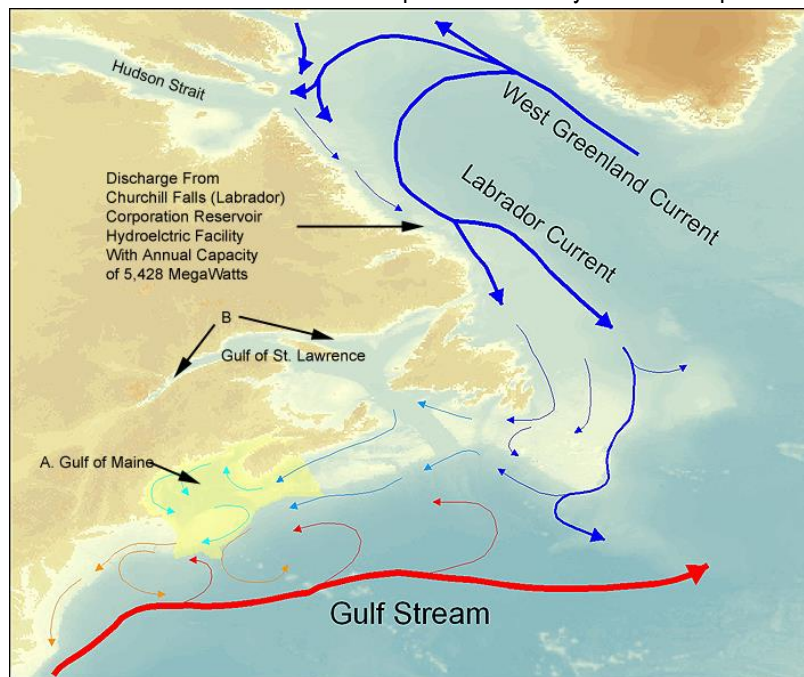 Hudson Strait
West Greenland Current
Discharge From
Churchill Falls (Labrador)
Corporation Reservoir
Hydroelctric Facility
With Annual Capacity
of 5,428 MegaWatts
Labrador Current
B
Gulf of St. Lawrence
A. Gulf of Maine
Gulf Stream